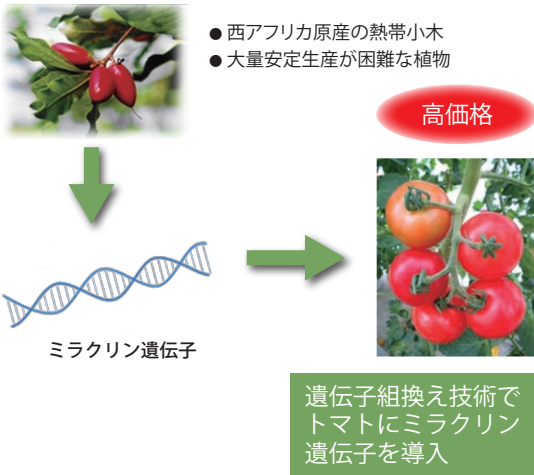 ● 西アフリカ原産の熱帯小木
● 大量安定生産が困難な植物
高価格
ミラクリン遺伝子
遺伝子組換え技術で
トマトにミラクリン
遺伝子を導入